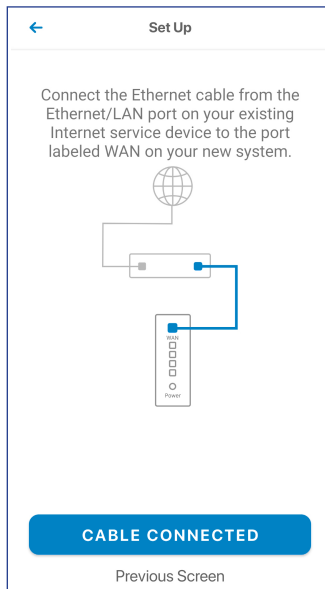 Set Up
Connect the Ethernet cable from the
Ethernet/LAN port on your existing
Internet service device to the port
labeled WAN on your new system.
WAN
Power
CABLE CONNECTED
Previous Screen